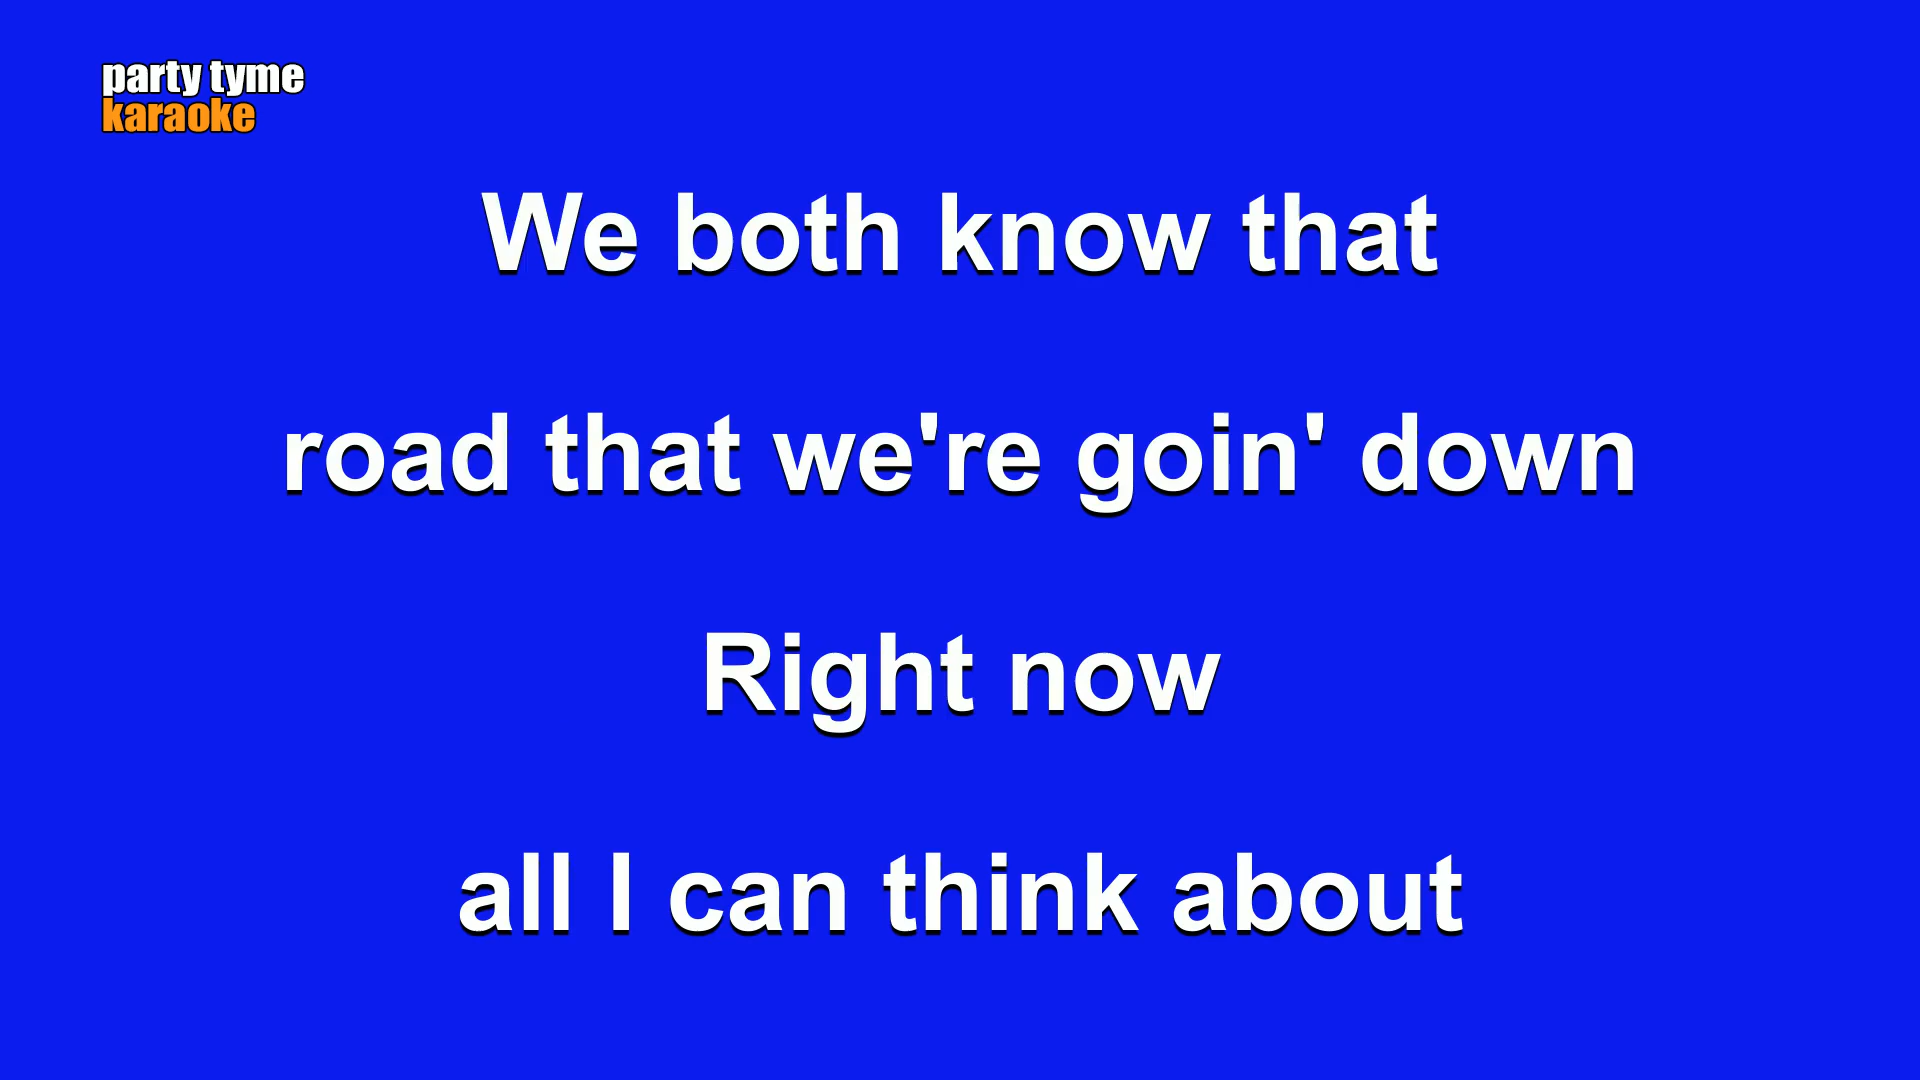 party tyme
karaoke
We both know that
road that we're goin' down
Right now
all I can think about